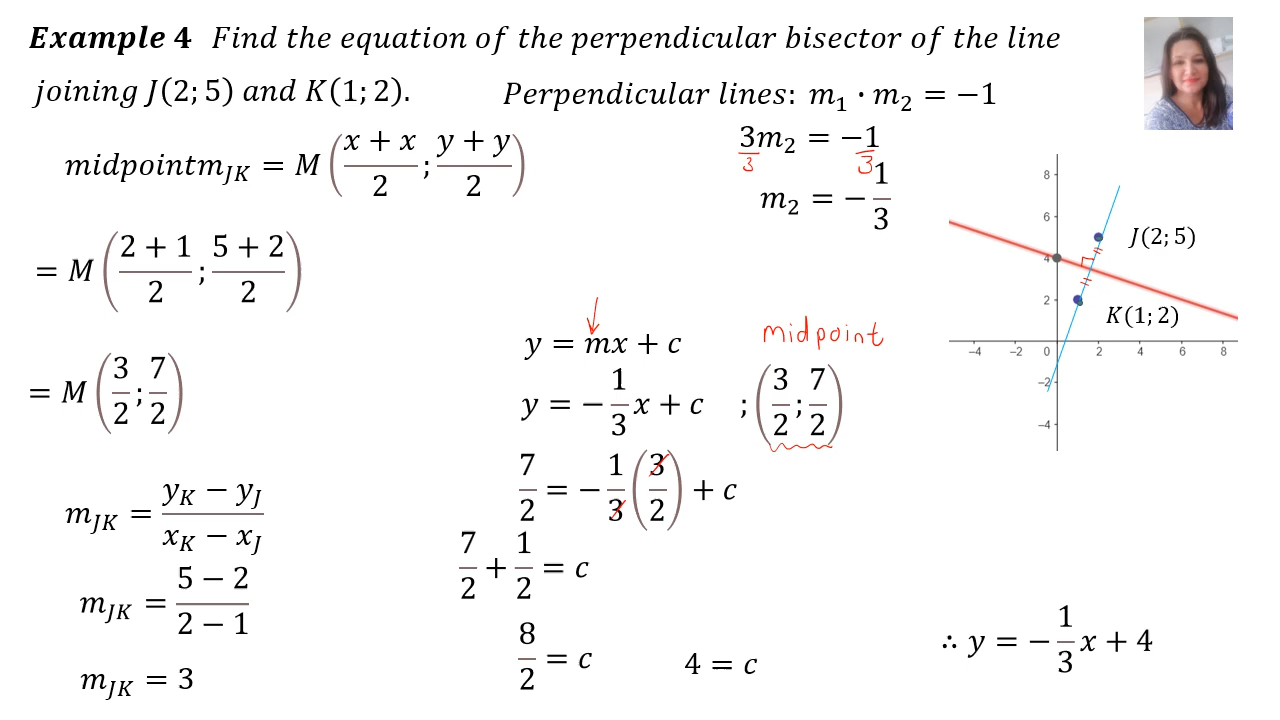 Example 4 Find the equation of the perpendicular bisector of the line
joining J(2; 5) and K(1; 2).
Perpendicular lines: m₁ · m₂ = −1
midpointm_JK = M((x + x)/2 ; (y + y)/2)
= M((2 + 1)/2 ; (5 + 2)/2)
= M(3/2 ; 7/2)
m_JK = (y_K − y_J)/(x_K − x_J)
m_JK = (5 − 2)/(2 − 1)
m_JK = 3
3m₂ = −1
3 3
m₂ = −1/3
y = mx + c
midpoint
y = −1/3 x + c ; (3/2 ; 7/2)
7/2 = −1/3 (3/2) + c
7/2 + 1/2 = c
8/2 = c
4 = c
∴ y = −1/3 x + 4
8
6
4
2
0
−2
−4
−4 −2 0 2 4 6 8
J(2; 5)
K(1; 2)